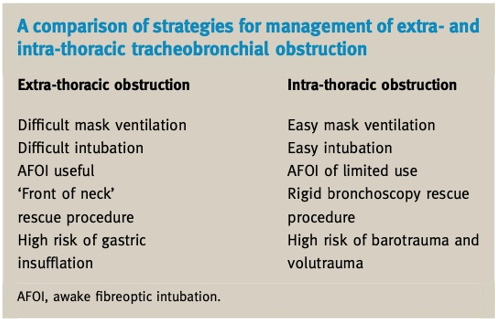 A comparison of strategies for management of extra- and
intra-thoracic tracheobronchial obstruction
Extra-thoracic obstruction
Intra-thoracic obstruction
Difficult mask ventilation
Easy mask ventilation
Difficult intubation
Easy intubation
AFOI useful
AFOI of limited use
‘Front of neck’
Rigid bronchoscopy rescue
rescue procedure
procedure
High risk of gastric
High risk of barotrauma and
insufflation
volutrauma
AFOI, awake fibreoptic intubation.